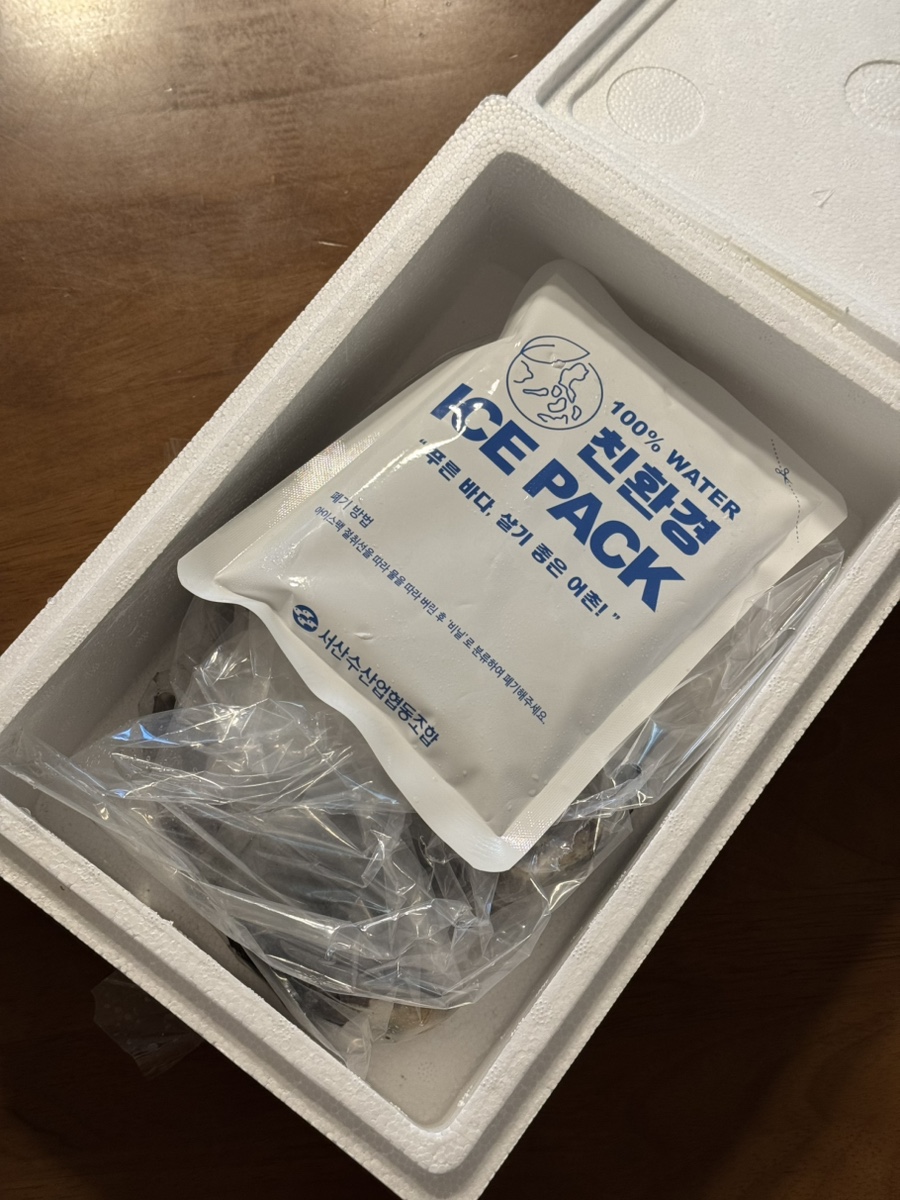 100% WATER
친환경
ICE PACK
“푸른 바다, 살기 좋은 어촌!”
폐기 방법
아이스팩 절취선을 따라 물을 따라 버린 후 '비닐'로 분류하여 폐기해주세요.
서산수산업협동조합